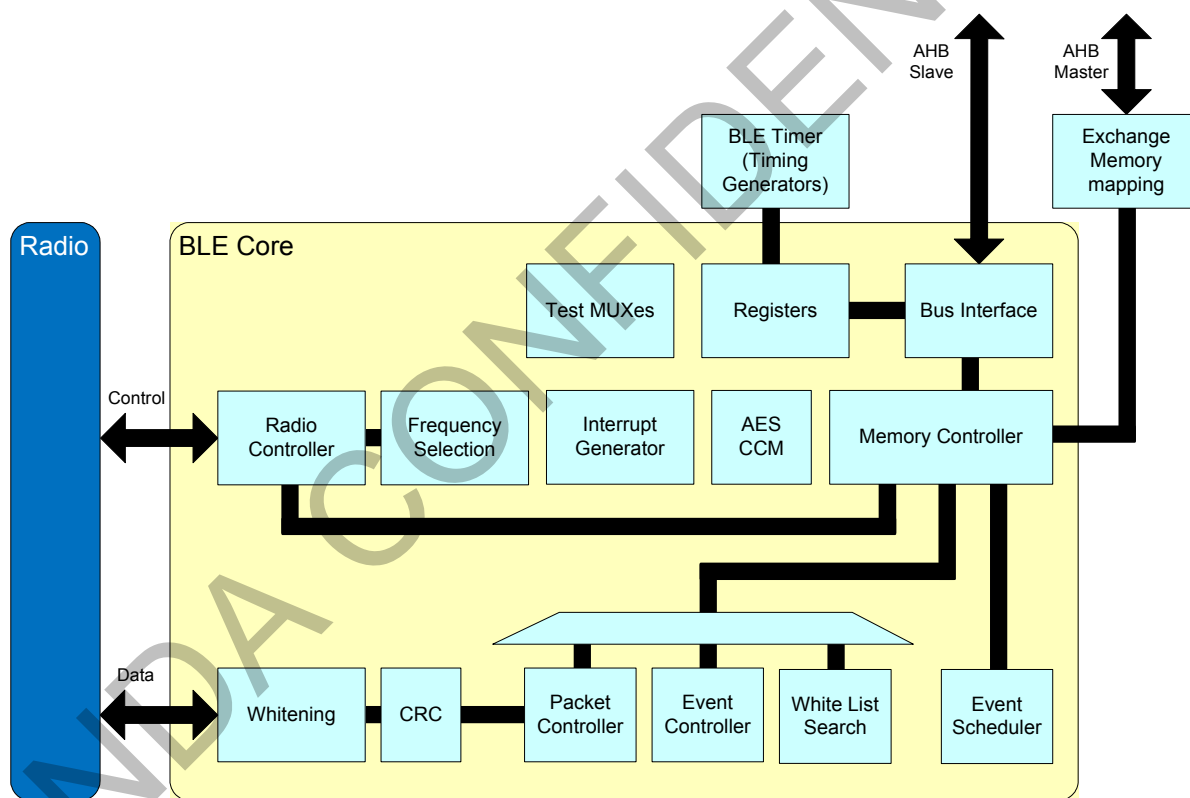 AHB
Slave
AHB
Master
BLE Timer
(Timing
Generators)
Exchange
Memory
mapping
Radio
BLE Core
Test MUXes
Registers
Bus Interface
Control
Radio
Controller
Frequency
Selection
Interrupt
Generator
AES
CCM
Memory Controller
Data
Whitening
CRC
Packet
Controller
Event
Controller
White List
Search
Event
Scheduler
NDA CONFIDEN